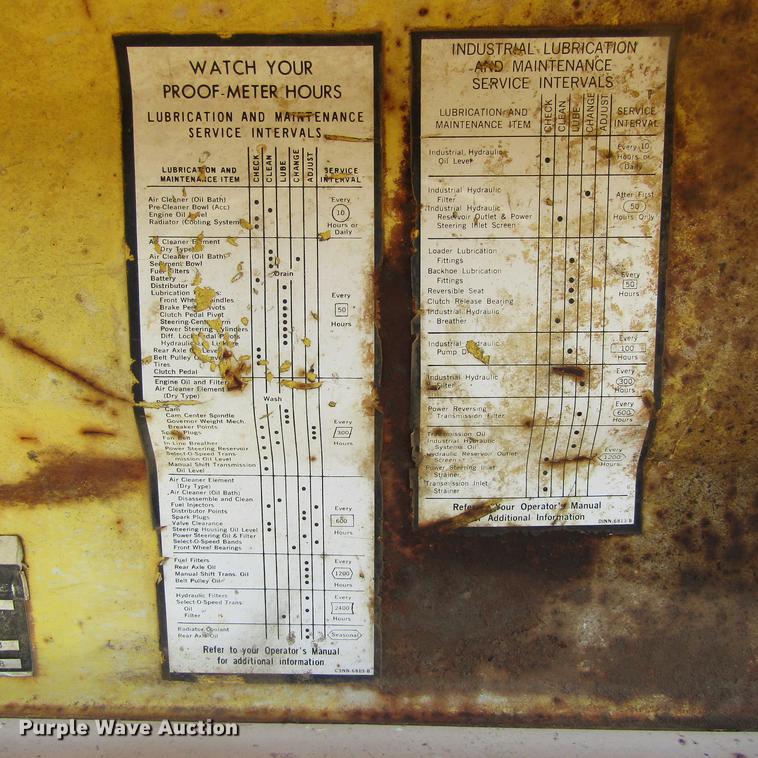 WATCH YOUR
PROOF-METER HOURS
LUBRICATION AND MAINTENANCE
SERVICE INTERVALS
LUBRICATION AND
MAINTENANCE ITEM
CHECK
CLEAN
LUBE
CHANGE
ADJUST
SERVICE
INTERVAL
Air Cleaner (Oil Bath)
Pre-Cleaner Bowl (Acc)
Engine Oil Level
Radiator (Cooling System)
Every
10
Hours or
Daily
Air Cleaner Element
(Dry Type)
Air Cleaner (Oil Bath)
Sediment Bowl
Fuel Filters
Drain
Battery
Distributor
Lubrication
Front Wheel Spindles
Brake Pedal Pivots
Clutch Pedal Pivot
Steering
Power Steering Cylinders
Diff. Lock Pedal
Hydraulic
Rear Axle Oil Level
Belt Pulley
Tires
Clutch Pedal
Every
50
Hours
Engine Oil and Filter
Air Cleaner Element
(Dry Type)
Wash
Cam
Cam Center Spindle
Governor Weight Mech.
Breaker Points
Spark Plugs
Fan Belt
In-Line Breather
Power Steering Reservoir
Select-O-Speed Trans-
mission Oil Level
Manual Shift Transmission
Oil Level
Every
300
Hours
Air Cleaner Element
(Dry Type)
Air Cleaner (Oil Bath)
Disassemble and Clean
Fuel Injectors
Distributor Points
Spark Plugs
Valve Clearance
Steering Housing Oil Level
Power Steering Oil & Filter
Select-O-Speed Bands
Front Wheel Bearings
Every
600
Hours
Fuel Filters
Rear Axle Oil
Manual Shift Trans. Oil
Belt Pulley Oil
Every
1200
Hours
Hydraulic Filters
Select-O-Speed Trans:
Oil
Filter
Every
2400
Hours
Radiator Coolant
Rear Axle Oil
Seasonal
Refer to your Operator's Manual
for additional information
INDUSTRIAL LUBRICATION
AND MAINTENANCE
SERVICE INTERVALS
LUBRICATION AND
MAINTENANCE ITEM
CHECK
CLEAN
LUBE
CHANGE
ADJUST
SERVICE
INTERVAL
Industrial, Hydraulic
Oil Level
Every 10
Hours or
Daily
Industrial Hydraulic
Filter
Industrial Hydraulic
Reservoir Outlet & Power
Steering Inlet Screen
After First
50
Hours Only
Loader Lubrication
Fittings
Backhoe Lubrication
Fittings
Reversible Seat
Clutch Release Bearing
Industrial Hydraulic
Breather
Every
50
Hours
Industrial
Pump
Every
100
Hours
Industrial Hydraulic
Filter
Every
300
Hours
Power Reversing
Transmission Filter
Every
600
Hours
Transmission Oil
Industrial Hydraulic
Systems Oil
Hydraulic Reservoir Outlet
Screen
Power Steering Inlet
Strainer
Transmission Inlet
Strainer
Every
1200
Hours
Refer to Your Operator's Manual
for Additional Information
Purple Wave Auction